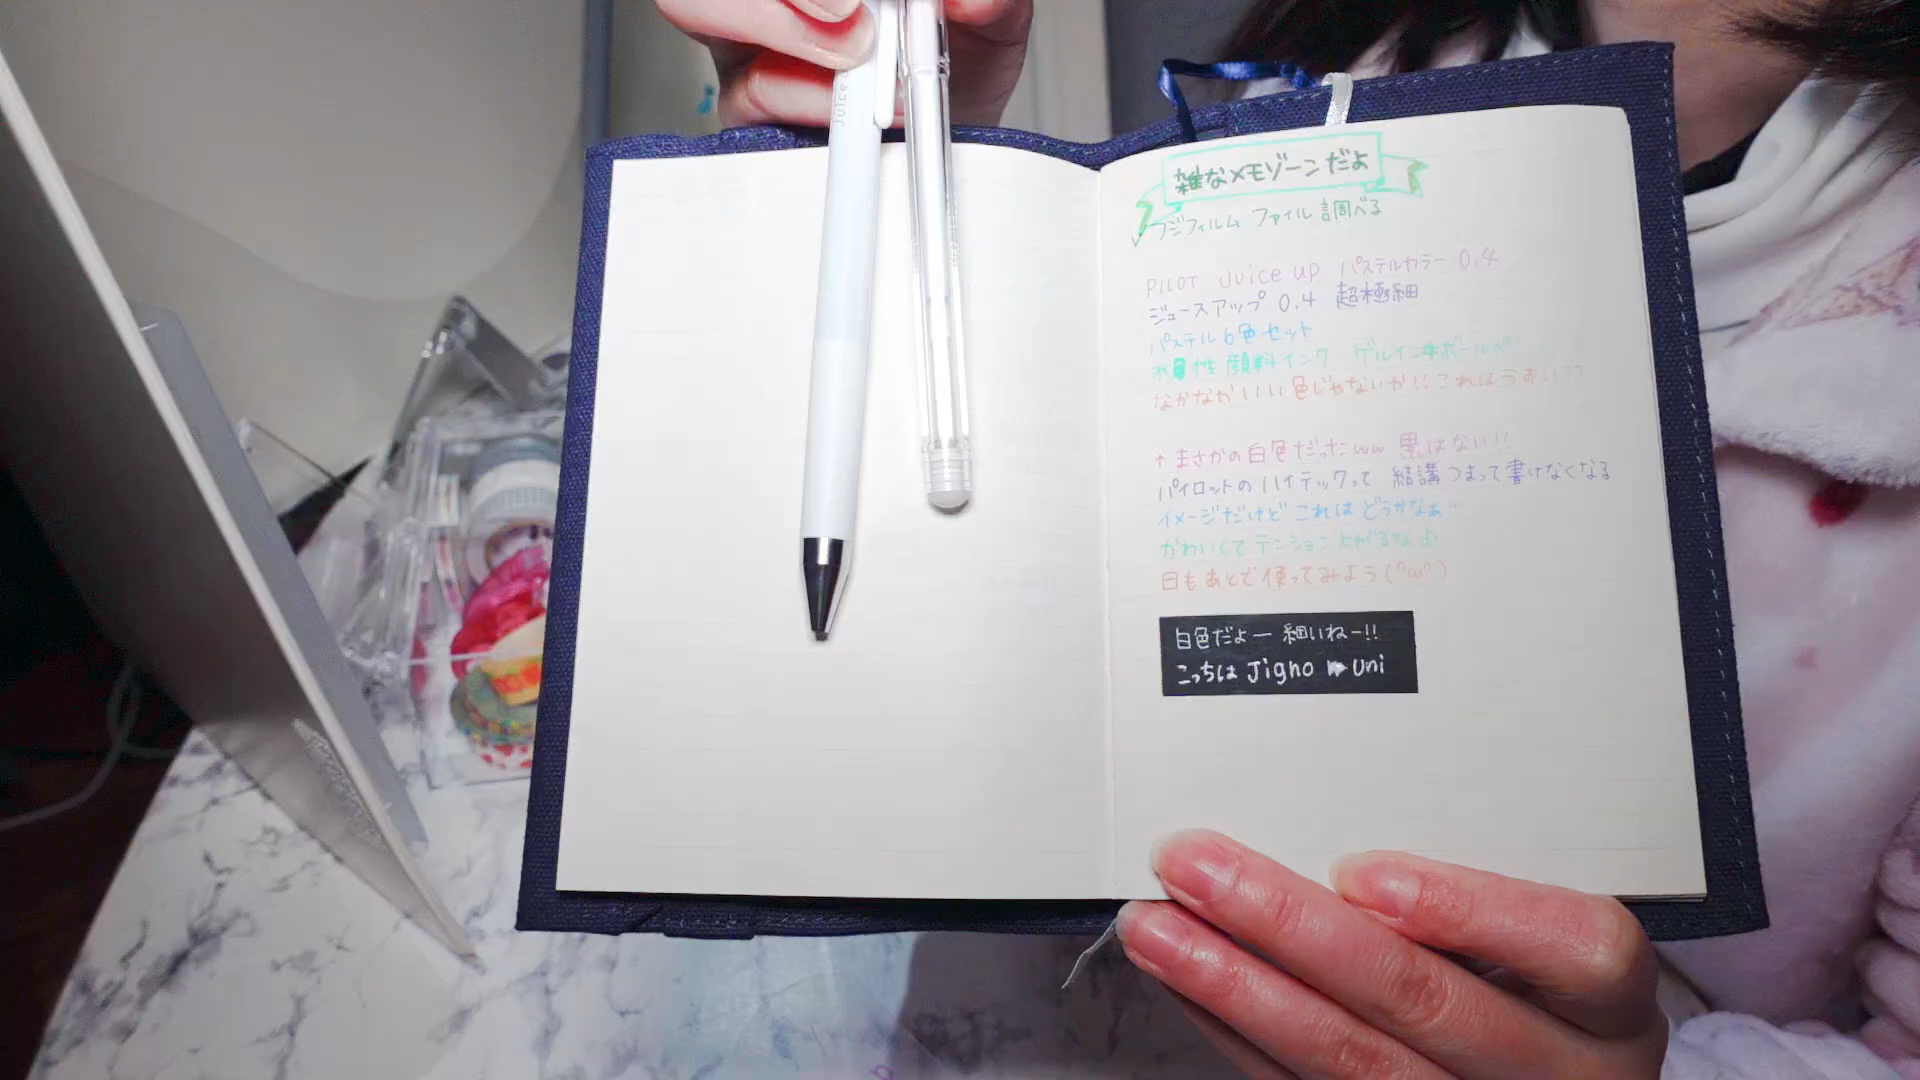 Juice
雑なメモゾーンだよ
✓フジフィルム ファイル 調べる
PILOT Juice up パステルカラー 0.4
ジュースアップ 0.4 超極細
パステル6色セット
水性顔料インク ゲルインキボールペン
なかなかいい色じゃないか!! これはうすい??
↑まさかの白色だったww 黒はない!!
パイロットのハイテックって 結講つまって書けなくなる
イメージだけど これは どうかなぁ
かわいくてテンション上がるなぁ
白もあとで使ってみよう(^w^)
白色だよー 細いねー!!
こっちは Jigno uni